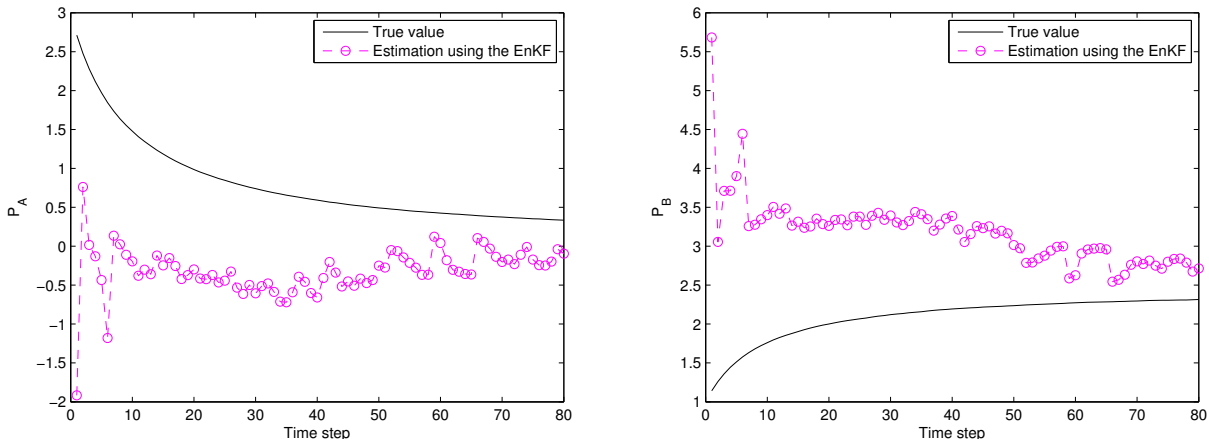 3
2.5
2
1.5
1
0.5
0
−0.5
−1
−1.5
−2
P_A
True value
Estimation using the EnKF
0 10 20 30 40 50 60 70 80
Time step
6
5.5
5
4.5
4
3.5
3
2.5
2
1.5
1
P_B
True value
Estimation using the EnKF
0 10 20 30 40 50 60 70 80
Time step